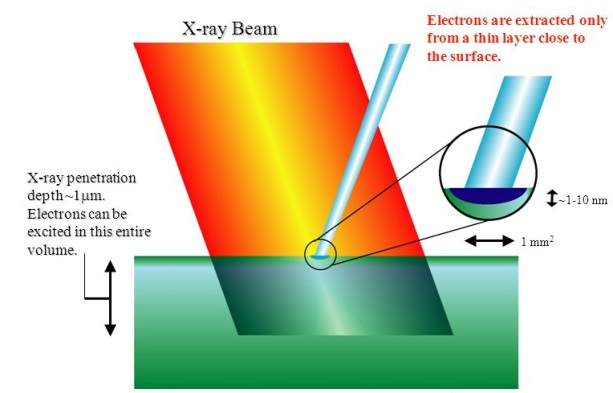 X-ray Beam
Electrons are extracted only
from a thin layer close to
the surface.
X-ray penetration
depth~1μm.
Electrons can be
excited in this entire
volume.
~1-10 nm
1 mm²